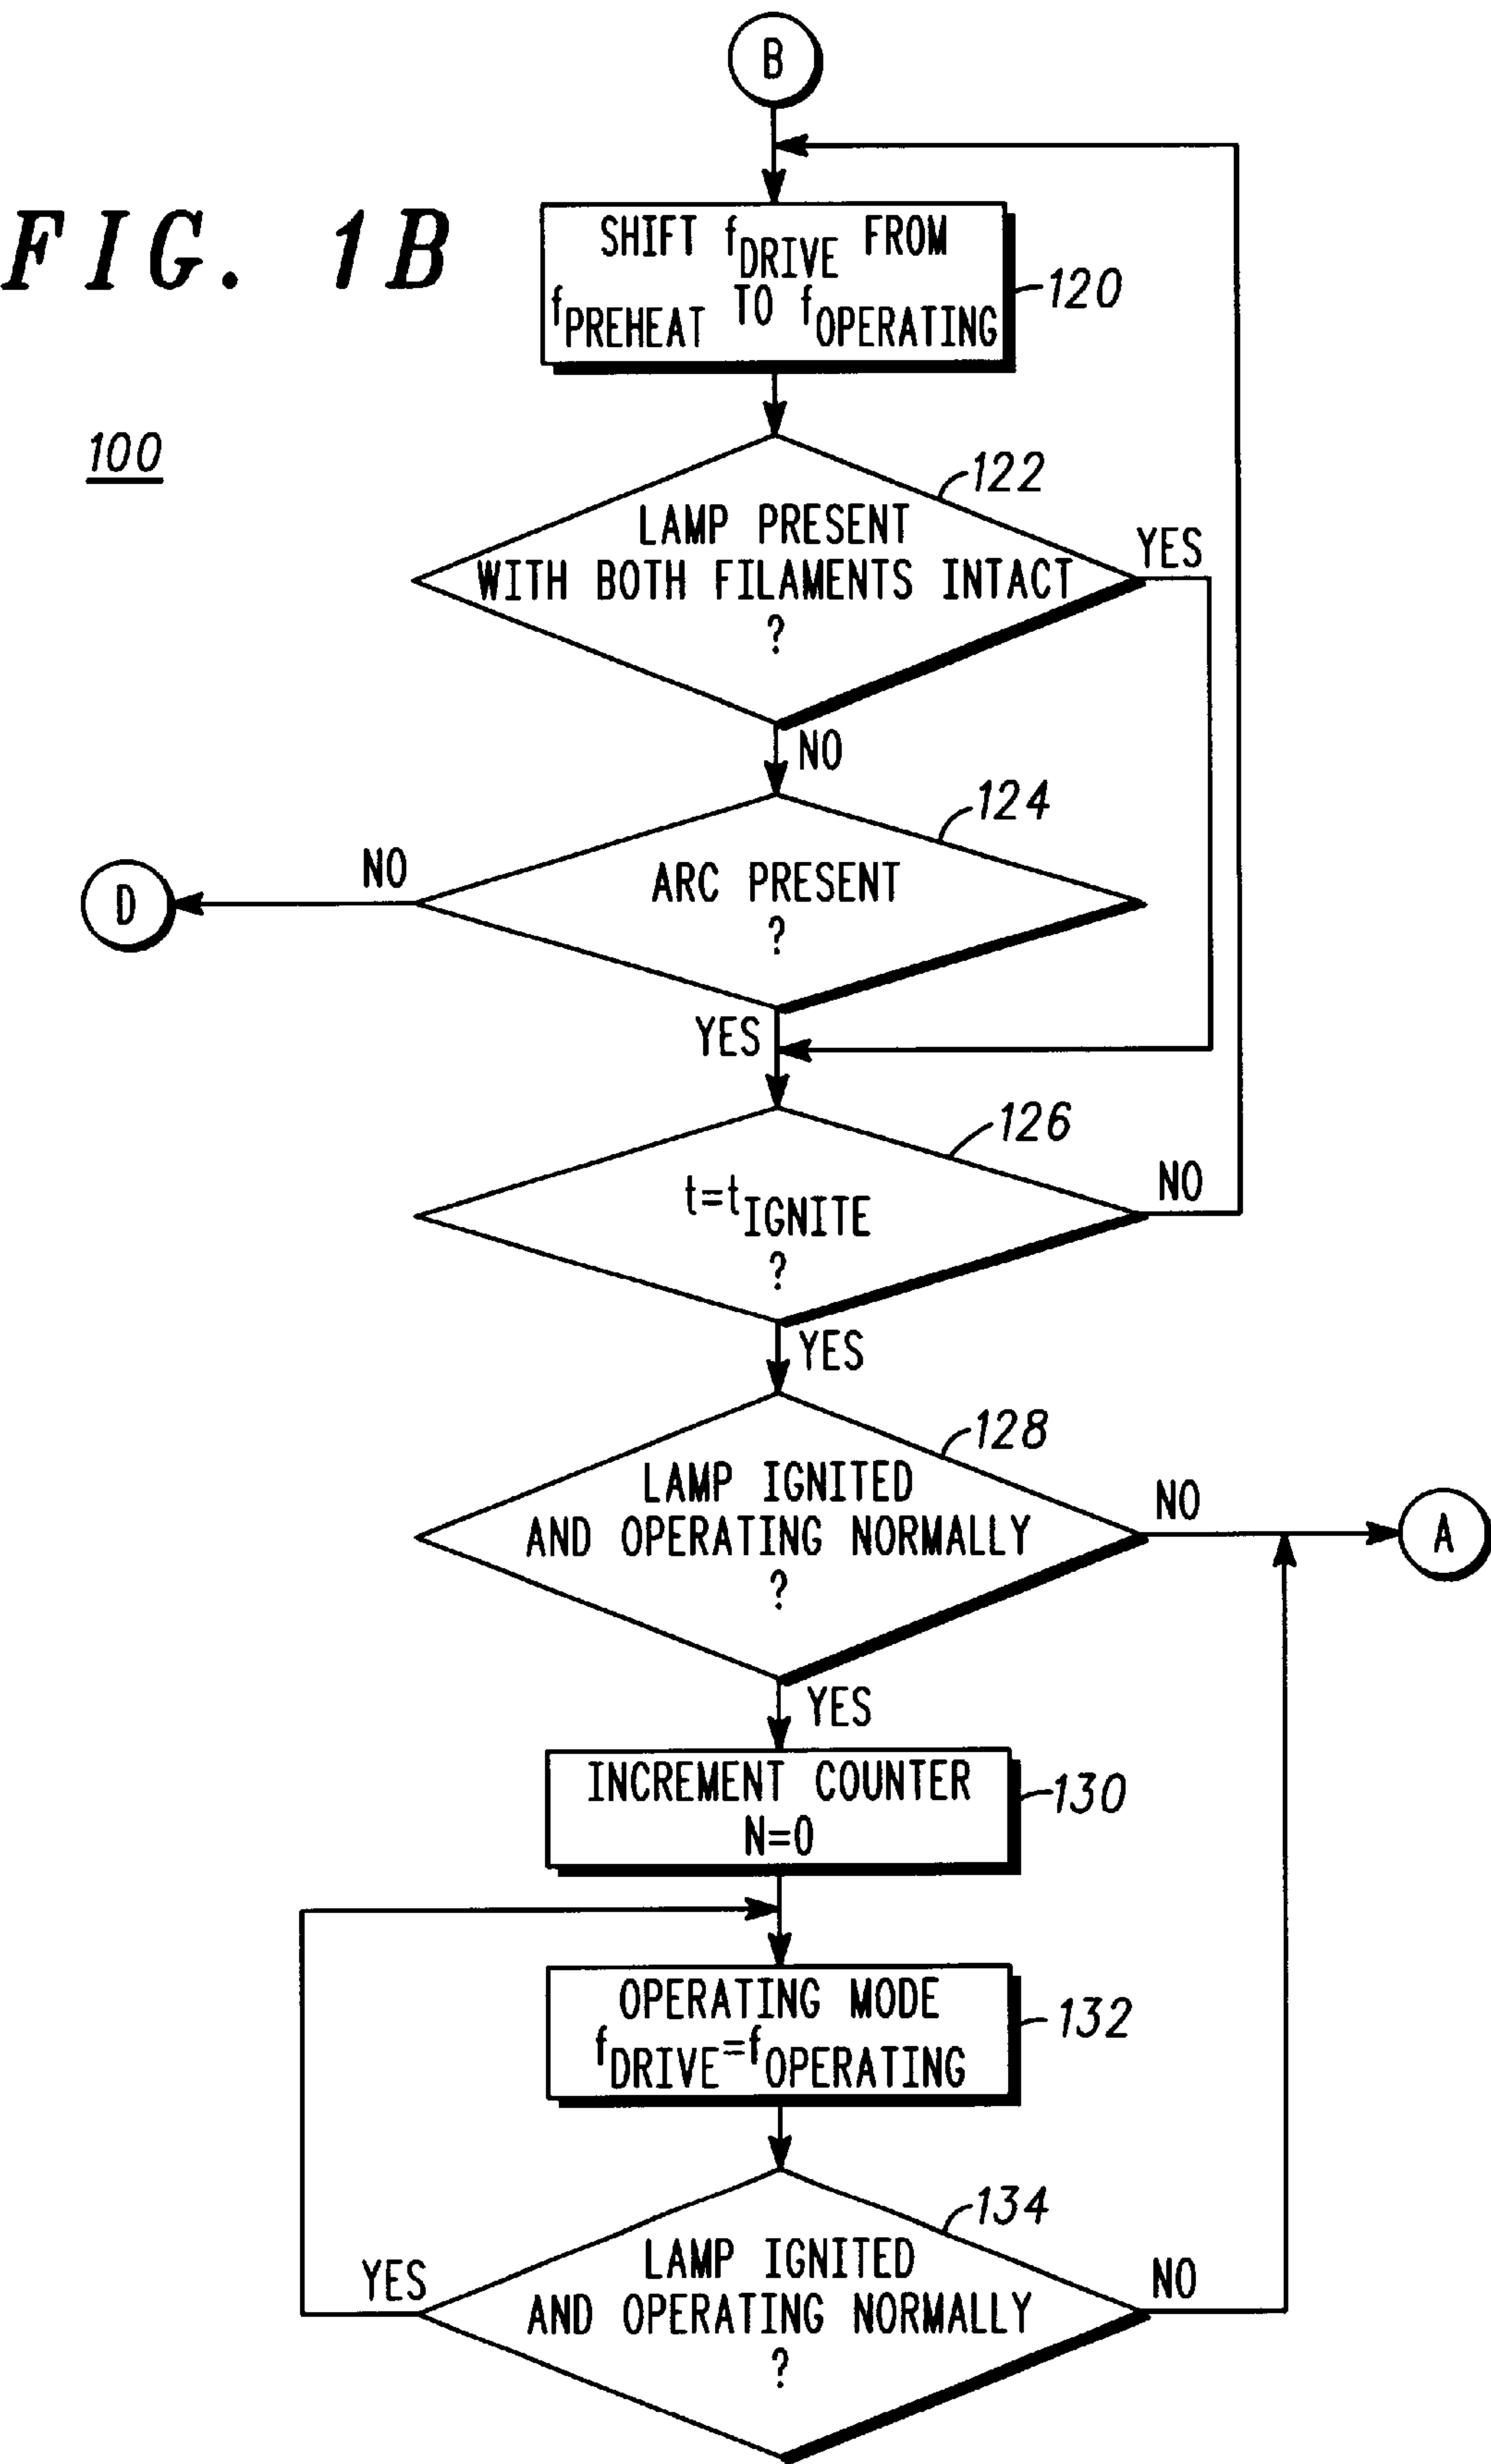 B
FIG. 1B
SHIFT fDRIVE FROM
fPREHEAT TO fOPERATING
120
100
122
LAMP PRESENT
WITH BOTH FILAMENTS INTACT
?
YES
NO
124
ARC PRESENT
?
NO
D
YES
126
t=tIGNITE
?
NO
YES
128
LAMP IGNITED
AND OPERATING NORMALLY
?
NO
A
YES
INCREMENT COUNTER
N=0
130
OPERATING MODE
fDRIVE=fOPERATING
132
134
LAMP IGNITED
AND OPERATING NORMALLY
?
YES
NO